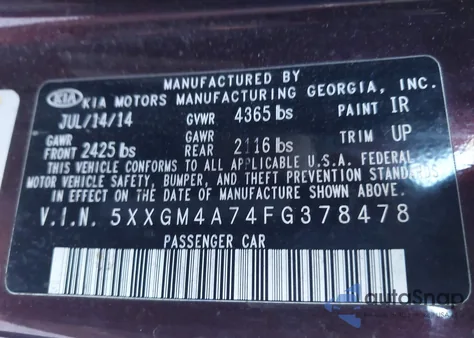 MANUFACTURED BY
KIA KIA MOTORS MANUFACTURING GEORGIA, INC.
JUL/14/14 GVWR 4365 lbs PAINT IR
GAWR FRONT 2425 lbs GAWR REAR 2116 lbs TRIM UP
THIS VEHICLE CONFORMS TO ALL APPLICABLE U.S.A. FEDERAL
MOTOR VEHICLE SAFETY, BUMPER, AND THEFT PREVENTION STANDARDS
IN EFFECT ON THE DATE OF MANUFACTURE SHOWN ABOVE.
V.I.N. 5XXGM4A74FG378478
PASSENGER CAR
autoSnap